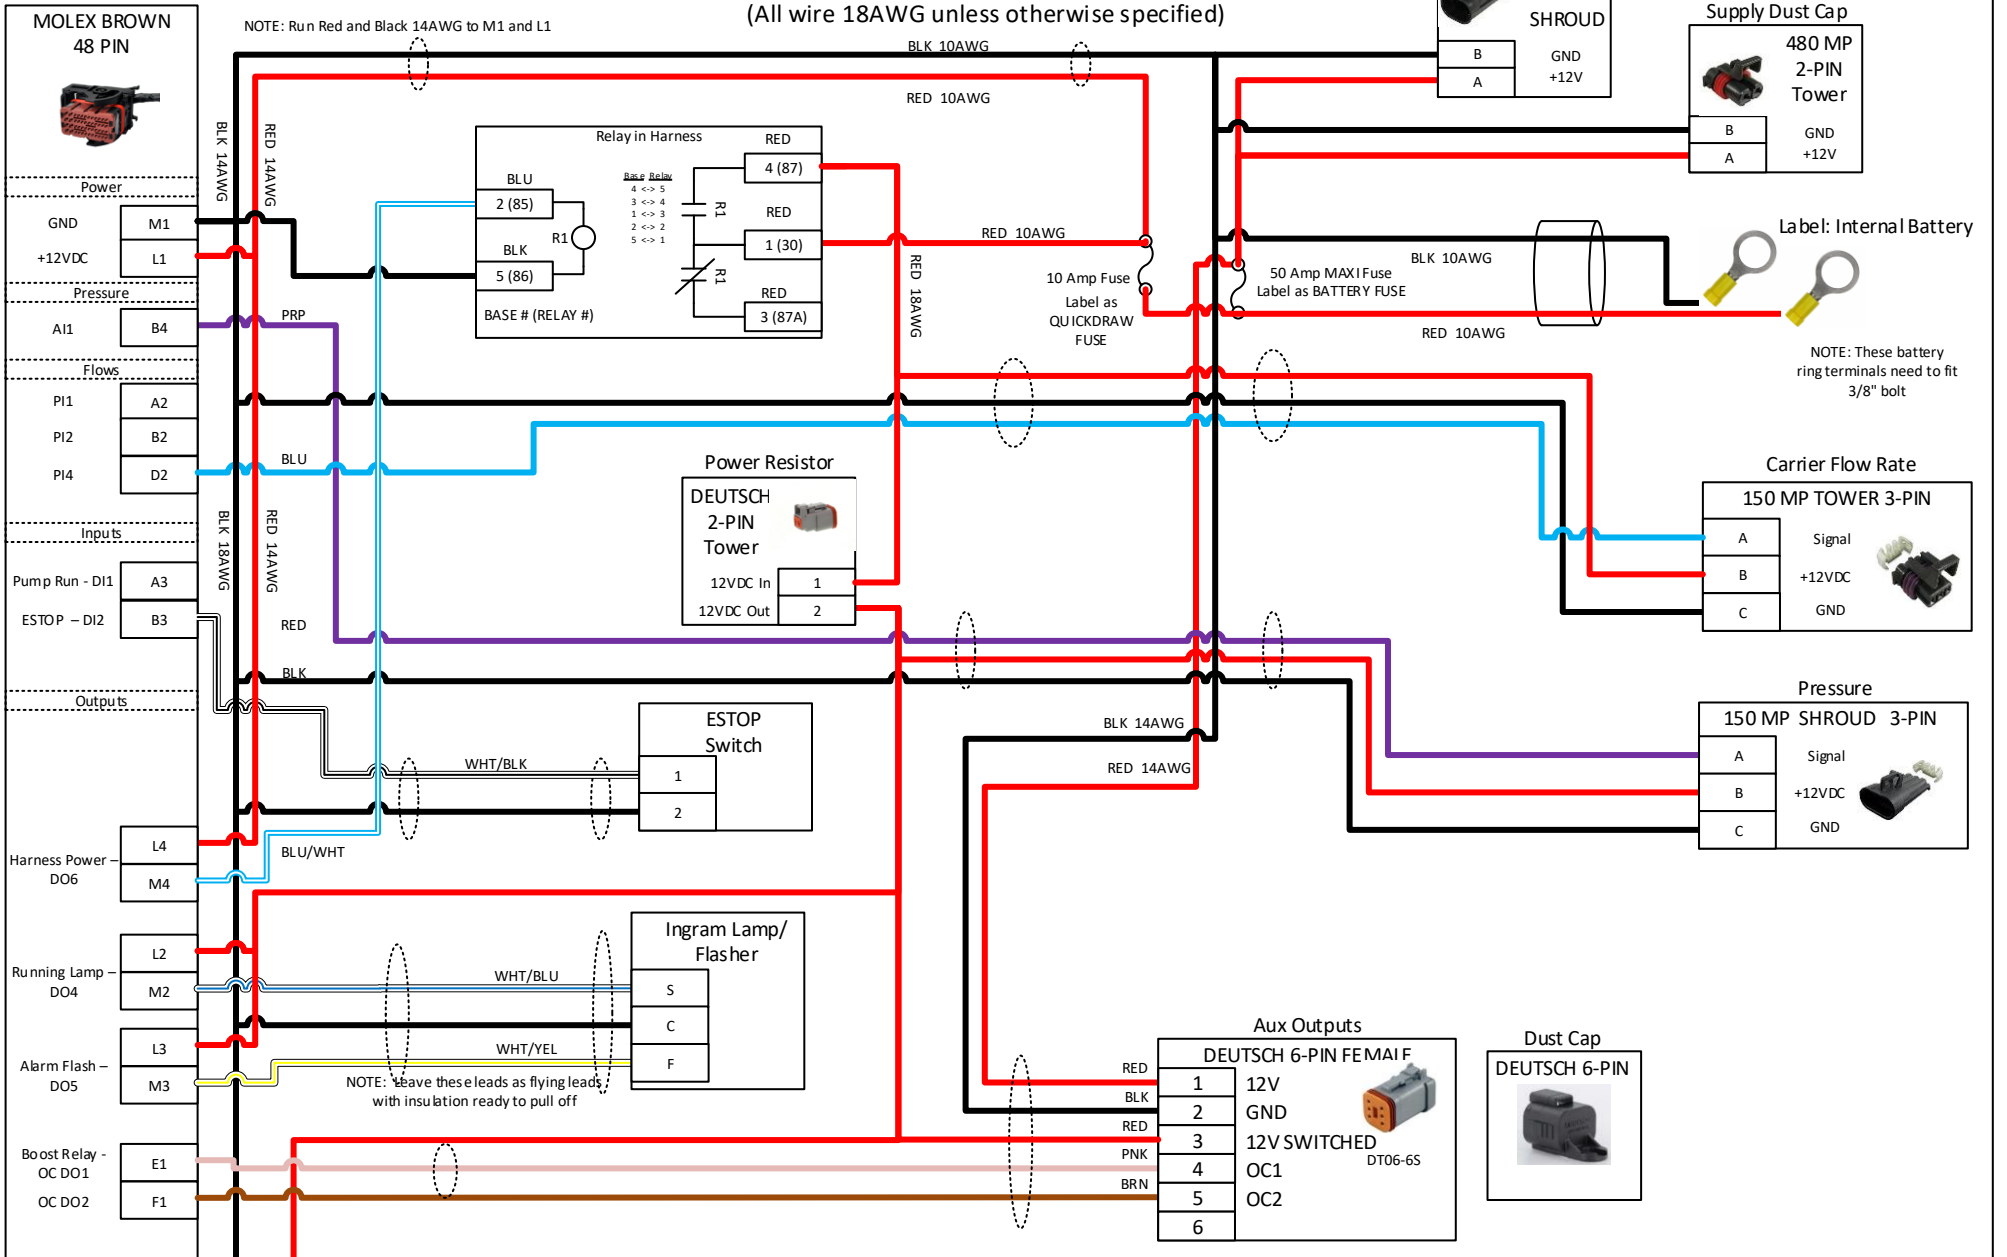 MOLEX BROWN
48 PIN
NOTE: Run Red and Black 14AWG to M1 and L1
(All wire 18AWG unless otherwise specified)
BLK 10AWG
RED 10AWG
SHROUD
B
GND
A
+12V
Supply Dust Cap
480 MP
2-PIN
Tower
B
GND
A
+12V
BLK 14AWG
RED 14AWG
Power
GND
M1
+12VDC
L1
Pressure
AI1
B4
PRP
Flows
PI1
A2
PI2
B2
PI4
D2
BLU
Relay in Harness
RED
4 (87)
BLU
2 (85)
Base Relay
4 <-> 5
3 <-> 4
1 <-> 3
2 <-> 2
5 <-> 1
R1
RED
1 (30)
R1
BLK
5 (86)
R1
RED
3 (87A)
BASE # (RELAY #)
RED 10AWG
RED 18AWG
10 Amp Fuse
Label as
QUICKDRAW
FUSE
50 Amp MAXI Fuse
Label as BATTERY FUSE
BLK 10AWG
RED 10AWG
Label: Internal Battery
NOTE: These battery
ring terminals need to fit
3/8" bolt
Power Resistor
DEUTSCH
2-PIN
Tower
12VDC In
1
12VDC Out
2
Carrier Flow Rate
150 MP TOWER 3-PIN
A
Signal
B
+12VDC
C
GND
BLK 18AWG
RED 14AWG
Inputs
Pump Run - DI1
A3
ESTOP – DI2
B3
RED
BLK
Outputs
ESTOP
Switch
WHT/BLK
1
2
BLK 14AWG
RED 14AWG
Pressure
150 MP SHROUD 3-PIN
A
Signal
B
+12VDC
C
GND
L4
Harness Power –
DO6
M4
BLU/WHT
L2
Running Lamp –
DO4
M2
Ingram Lamp/
Flasher
WHT/BLU
S
C
WHT/YEL
F
L3
Alarm Flash –
DO5
M3
NOTE: Leave these leads as flying leads
with insulation ready to pull off
Boost Relay -
OC DO1
E1
OC DO2
F1
Aux Outputs
DEUTSCH 6-PIN FEMALE
RED
1
12V
BLK
2
GND
RED
3
12V SWITCHED
DT06-6S
PNK
4
OC1
BRN
5
OC2
6
Dust Cap
DEUTSCH 6-PIN